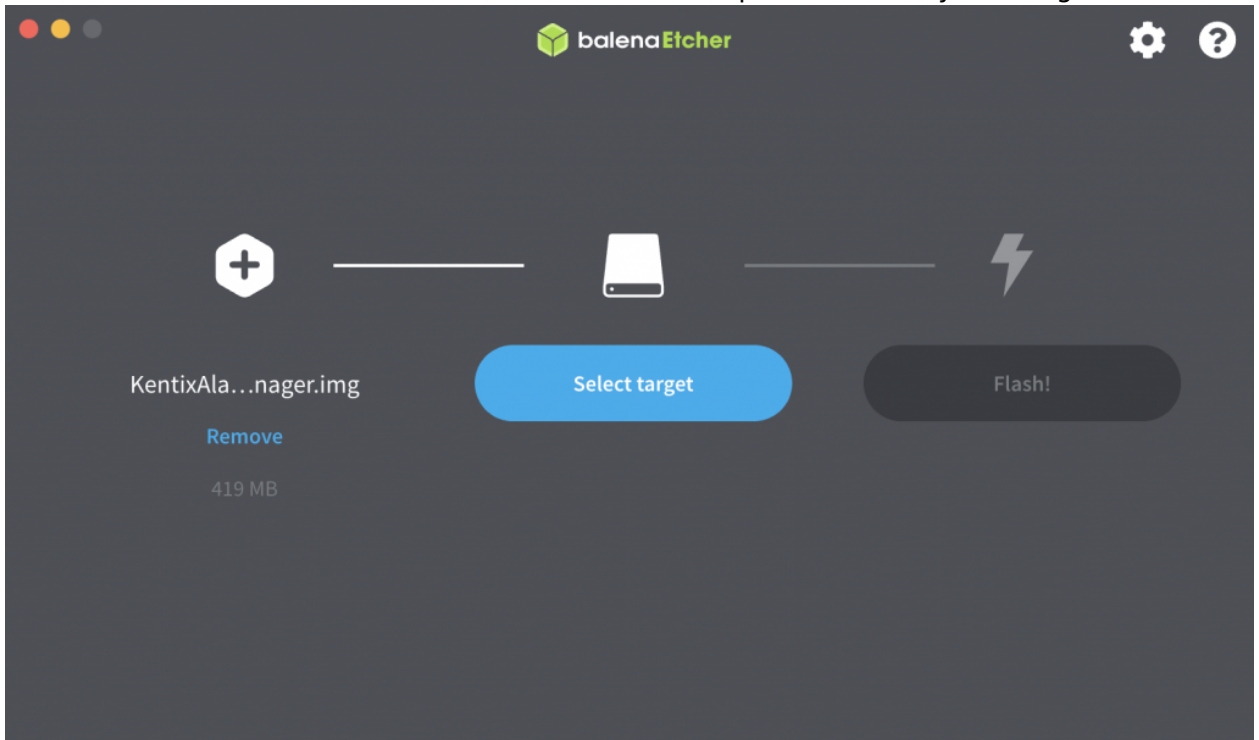 balenaEtcher
KentixAla...nager.img
Select target
Flash!
Remove
419 MB